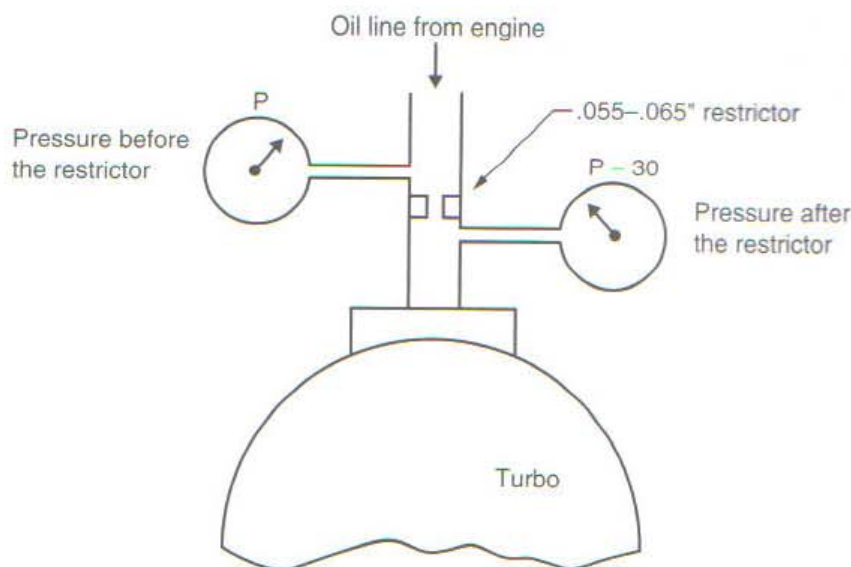 Oil line from engine
P
Pressure before
the restrictor
.055–.065" restrictor
P – 30
Pressure after
the restrictor
Turbo